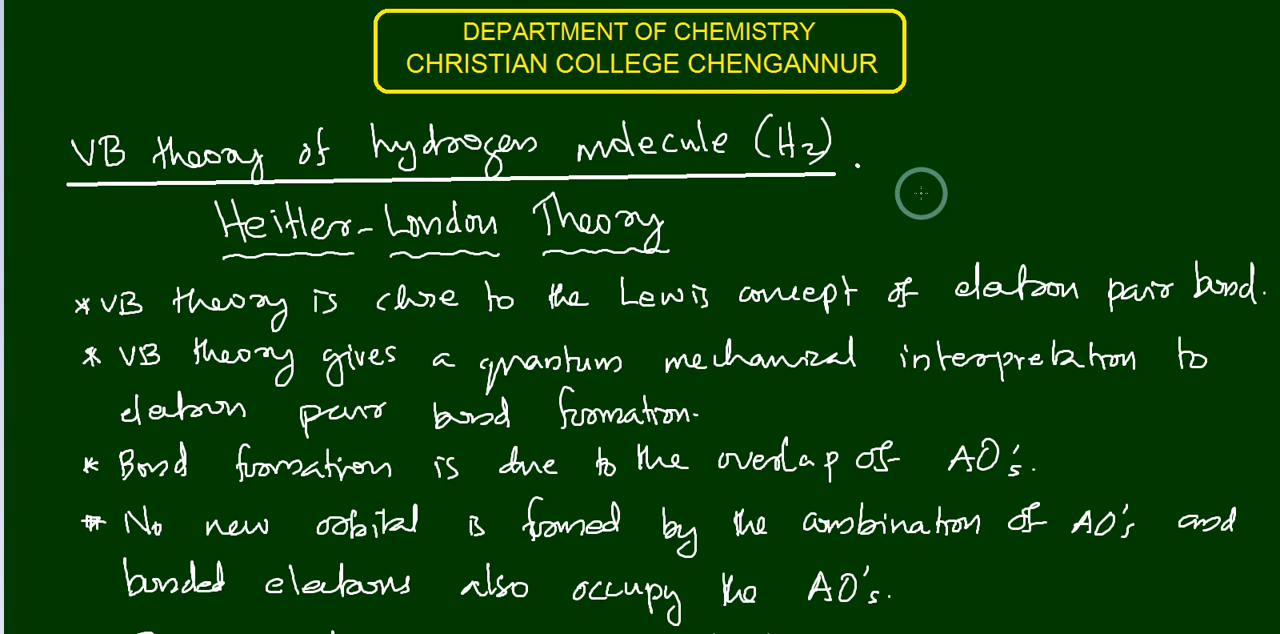 DEPARTMENT OF CHEMISTRY
CHRISTIAN COLLEGE CHENGANNUR
VB theory of hydrogen molecule (H2).
Heitler-London Theory
* VB theory is close to the Lewis concept of electron pair bond.
* VB theory gives a quantum mechanical interpretation to
electron pair bond formation.
* Bond formation is due to the overlap of AO's.
* No new orbital is formed by the combination of AO's and
bonded electrons also occupy the AO's.